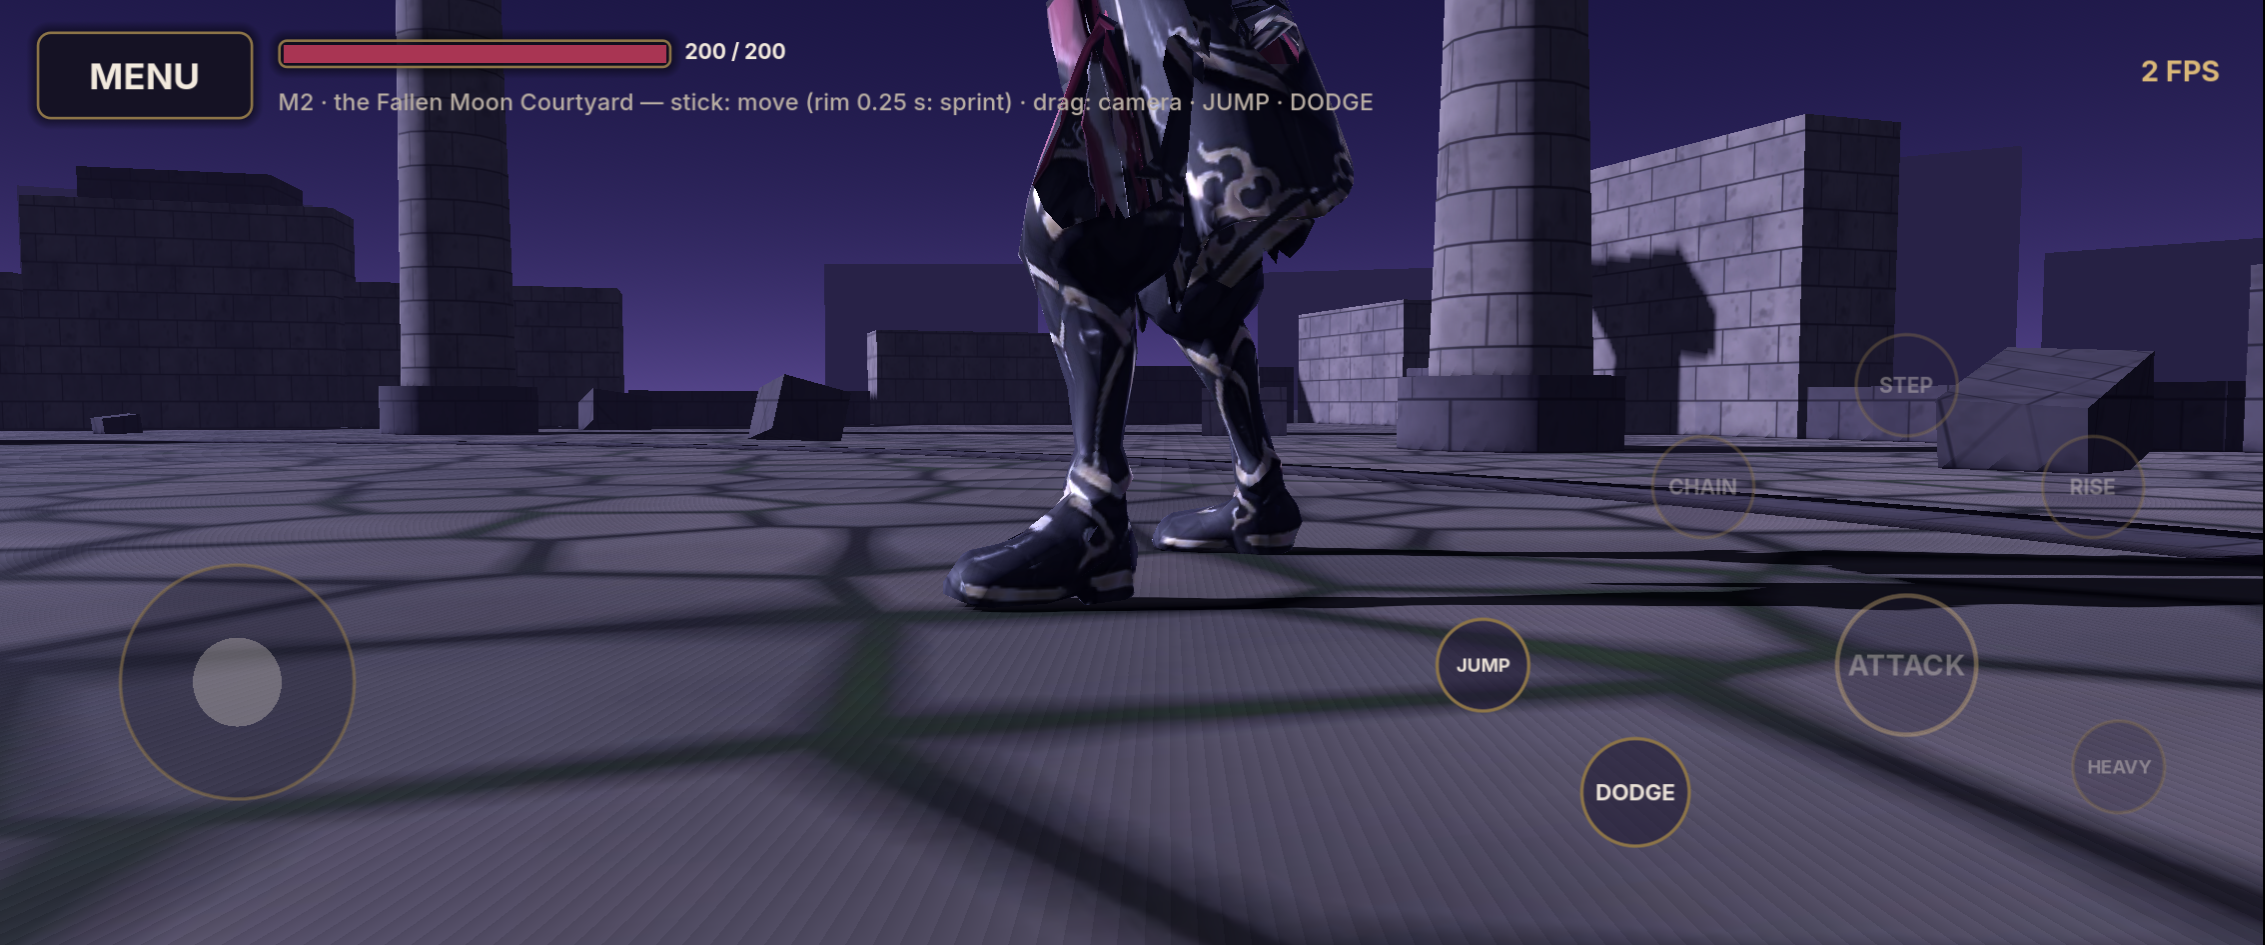 MENU
200 / 200
2 FPS
M2 · the Fallen Moon Courtyard — stick: move (rim 0.25 s: sprint) · drag: camera · JUMP · DODGE
STEP
CHAIN
RISE
JUMP
ATTACK
HEAVY
DODGE